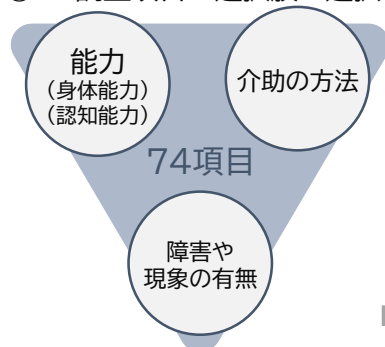 能力
（身体能力）
（認知能力）
介助の方法
74項目
障害や
現象の有無